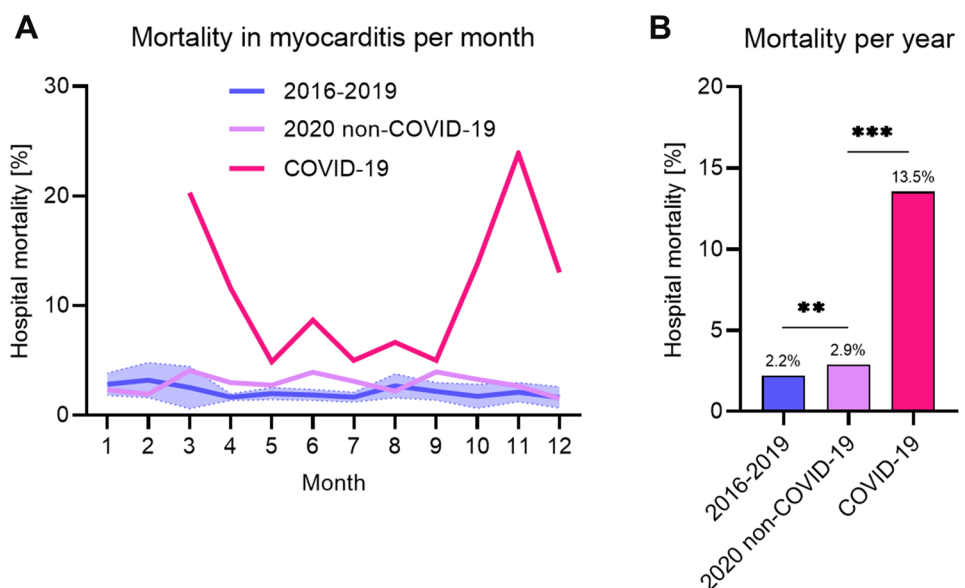 A
Mortality in myocarditis per month
30
20
10
0
Hospital mortality [%]
2016-2019
2020 non-COVID-19
COVID-19
1 2 3 4 5 6 7 8 9 10 11 12
Month
B
Mortality per year
20
15
10
5
0
Hospital mortality [%]
***
13.5%
**
2.2%
2.9%
2016-2019
2020 non-COVID-19
COVID-19